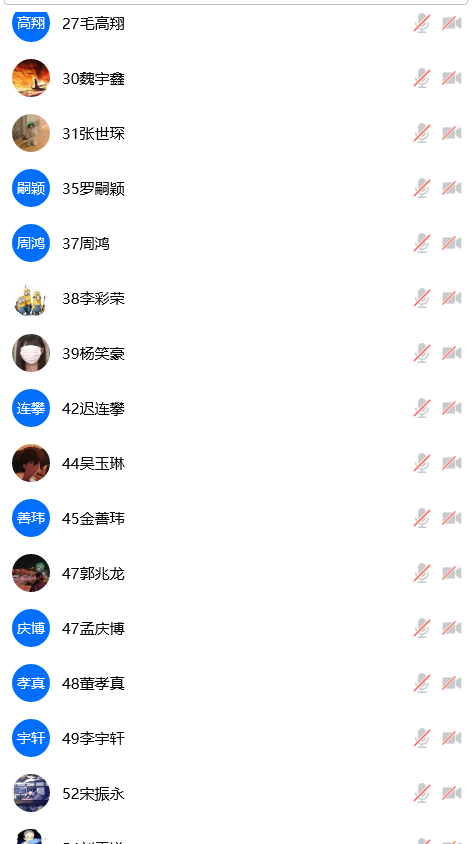 高翔 27毛高翔
30魏宇鑫
31张世琛
嗣颖 35罗嗣颖
周鸿 37周鸿
38李彩荣
39杨笑豪
连攀 42迟连攀
44吴玉琳
善玮 45金善玮
47郭兆龙
庆博 47孟庆博
孝真 48董孝真
宇轩 49李宇轩
52宋振永